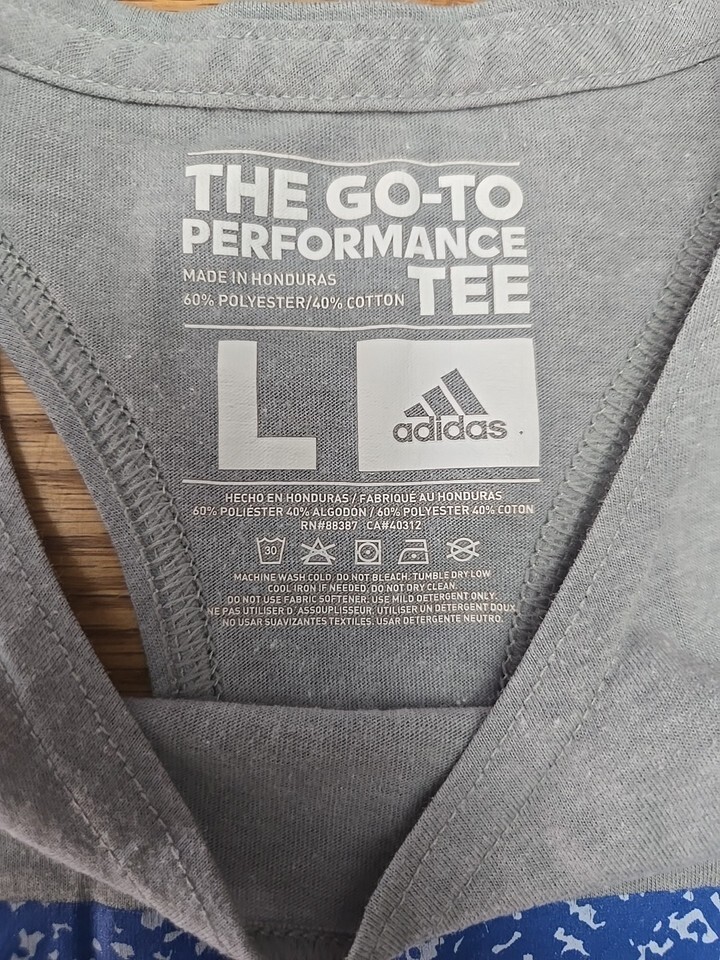 THE GO-TO
PERFORMANCE
MADE IN HONDURAS
60% POLYESTER/40% COTTON
TEE
L
adidas
HECHO EN HONDURAS / FABRIQUÉ AU HONDURAS
60% POLIÉSTER 40% ALGODÓN / 60% POLYESTER 40% COTON
RN#88387 CA#40312
30
MACHINE WASH COLD. DO NOT BLEACH. TUMBLE DRY LOW
COOL IRON IF NEEDED. DO NOT DRY CLEAN.
DO NOT USE FABRIC SOFTENER. USE MILD DETERGENT ONLY.
NE PAS UTILISER D'ASSOUPLISSEUR. UTILISER UN DÉTERGENT DOUX.
NO USAR SUAVIZANTES TEXTILES. USAR DETERGENTE NEUTRO.